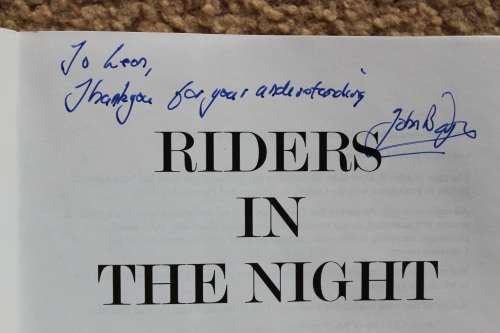 To Leon,
Thankyou for your understanding
John
RIDERS
IN
THE NIGHT